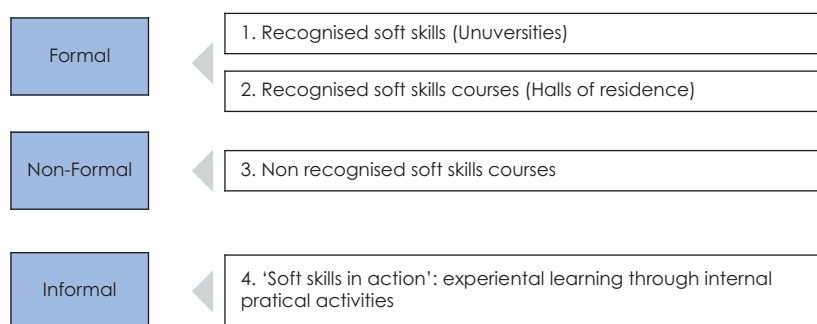 Formal
1. Recognised soft skills (Unuversities)
2. Recognised soft skills courses (Halls of residence)
Non-Formal
3. Non recognised soft skills courses
Informal
4. ‘Soft skills in action’: experiental learning through internal
pratical activities